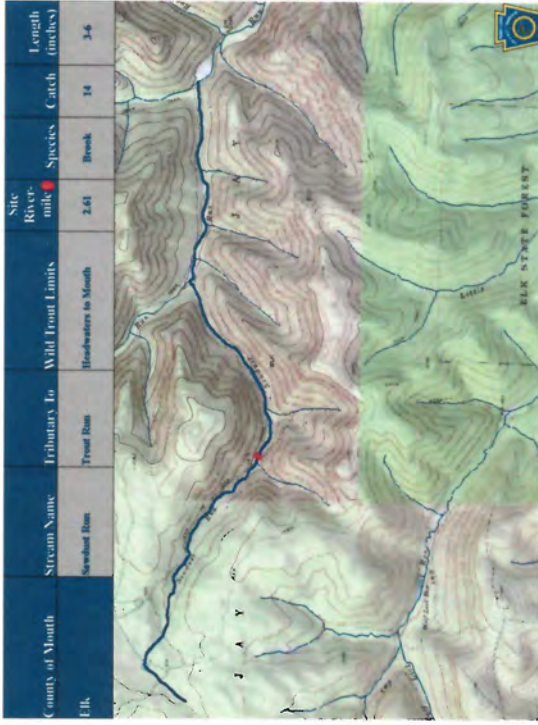 County of Mouth
Stream Name
Tributary To
Wild Trout Limits
Site River-mile
Species
Catch
Length (inches)
Elk
Sawdust Run
Trout Run
Headwaters to Mouth
2.61
Brook
14
3-6
J A Y
J A Y
ELK STATE FOREST